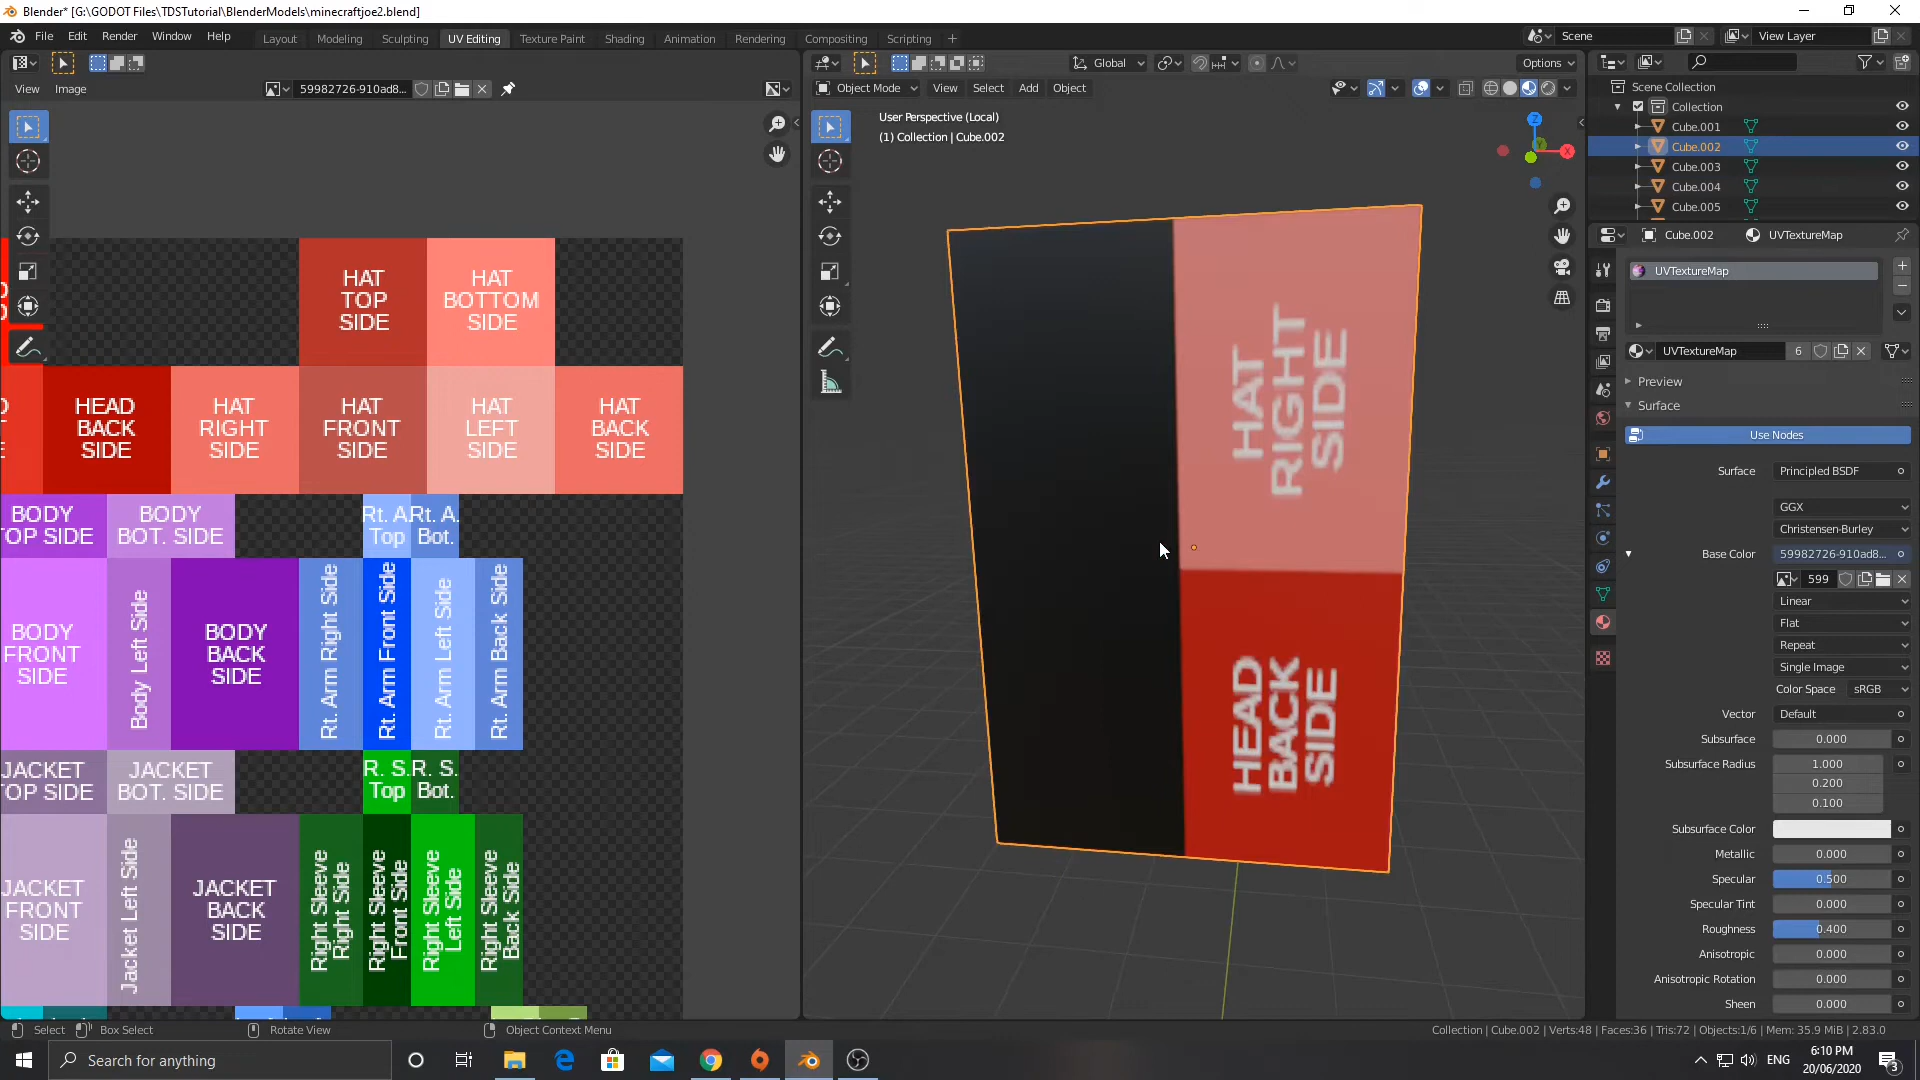 Blender* [G:\GODOT Files\TDSTutorial\BlenderModels\minecraftjoe2.blend]
File Edit Render Window Help
Layout Modeling Sculpting UV Editing Texture Paint Shading Animation Rendering Compositing Scripting +
Scene
View Layer
Global
Options
View Image
59982726-910ad8...
Object Mode View Select Add Object
User Perspective (Local)
(1) Collection | Cube.002
Scene Collection
Collection
Cube.001
Cube.002
Cube.003
Cube.004
Cube.005
Cube.002 UVTextureMap
UVTextureMap
UVTextureMap 6
Preview
Surface
Use Nodes
Surface Principled BSDF
GGX
Christensen-Burley
Base Color 59982726-910ad8...
599
Linear
Flat
Repeat
Single Image
Color Space sRGB
Vector Default
Subsurface 0.000
Subsurface Radius 1.000
0.200
0.100
Subsurface Color
Metallic 0.000
Specular 0.500
Specular Tint 0.000
Roughness 0.400
Anisotropic 0.000
Anisotropic Rotation 0.000
Sheen 0.000
HAT
TOP
SIDE
HAT
BOTTOM
SIDE
HEAD
BACK
SIDE
HAT
RIGHT
SIDE
HAT
FRONT
SIDE
HAT
LEFT
SIDE
HAT
BACK
SIDE
BODY
TOP SIDE
BODY
BOT. SIDE
Rt. A.
Top
Rt. A.
Bot.
BODY
FRONT
SIDE
Body Left Side
BODY
BACK
SIDE
Rt. Arm Right Side
Rt. Arm Front Side
Rt. Arm Left Side
Rt. Arm Back Side
JACKET
TOP SIDE
JACKET
BOT. SIDE
R. S.
Top
R. S.
Bot.
JACKET
FRONT
SIDE
Jacket Left Side
JACKET
BACK
SIDE
Right Sleeve
Right Side
Right Sleeve
Front Side
Right Sleeve
Left Side
Right Sleeve
Back Side
HAT
RIGHT
SIDE
HEAD
BACK
SIDE
X
Y
Z
Select Box Select Rotate View Object Context Menu
Collection | Cube.002 | Verts:48 | Faces:36 | Tris:72 | Objects:1/6 | Mem: 35.9 MiB | 2.83.0
Search for anything
ENG
6:10 PM
20/06/2020
3